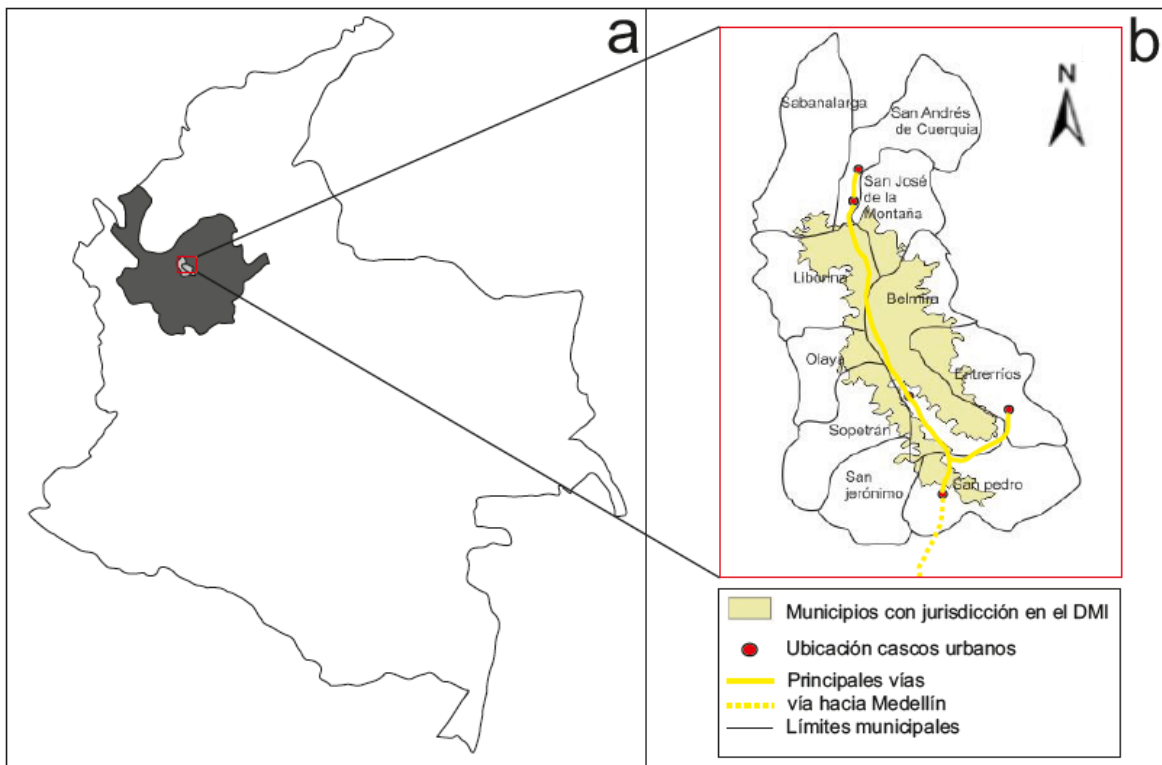 a
b
N
Sabanalarga
San Andrés
de Cuerquia
San José
de la
Montaña
Liborina
Belmira
Olaya
Entrerríos
Sopetrán
San
jerónimo
San pedro
Municipios con jurisdicción en el DMI
Ubicación cascos urbanos
Principales vías
vía hacia Medellín
Límites municipales